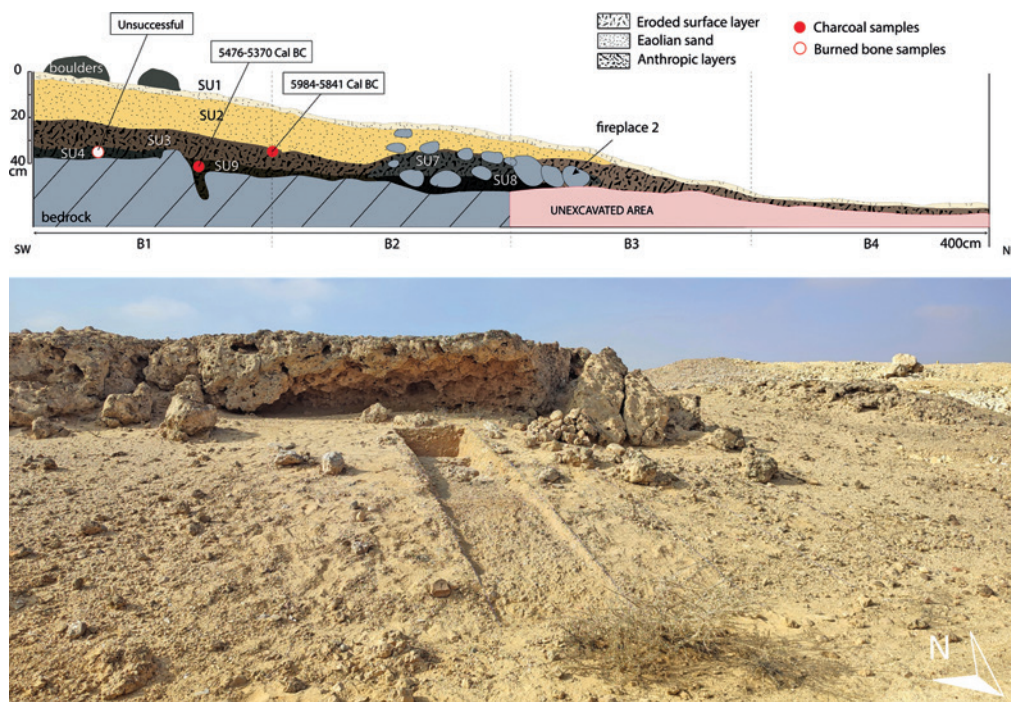 Unsuccessful
5476-5370 Cal BC
5984-5841 Cal BC
Eroded surface layer
Eaolian sand
Anthropic layers
Charcoal samples
Burned bone samples
boulders
0
20
40
cm
SU1
SU2
SU3
SU4
SU9
SU7
SU8
fireplace 2
bedrock
UNEXCAVATED AREA
SW
B1
B2
B3
B4
400cm
N